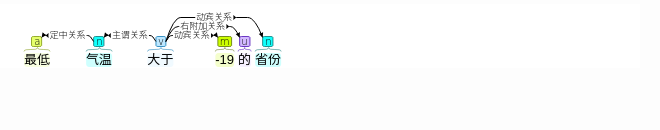 动宾关系
右附加关系
定中关系 主谓关系 动宾关系
a n v m u n
最低 气温 大于 -19 的 省份